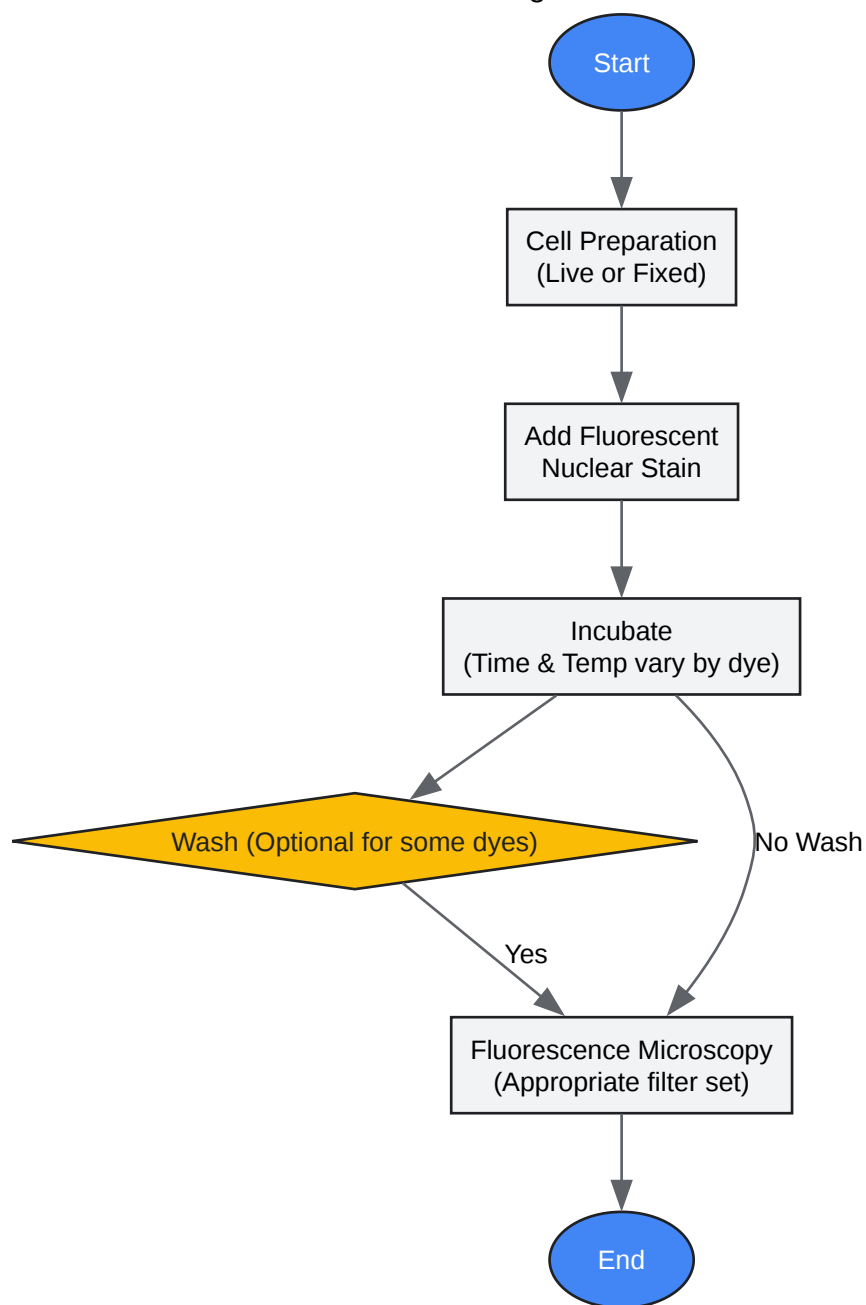 Start
Cell Preparation
(Live or Fixed)
Add Fluorescent
Nuclear Stain
Incubate
(Time & Temp vary by dye)
Wash (Optional for some dyes)
No Wash
Yes
Fluorescence Microscopy
(Appropriate filter set)
End